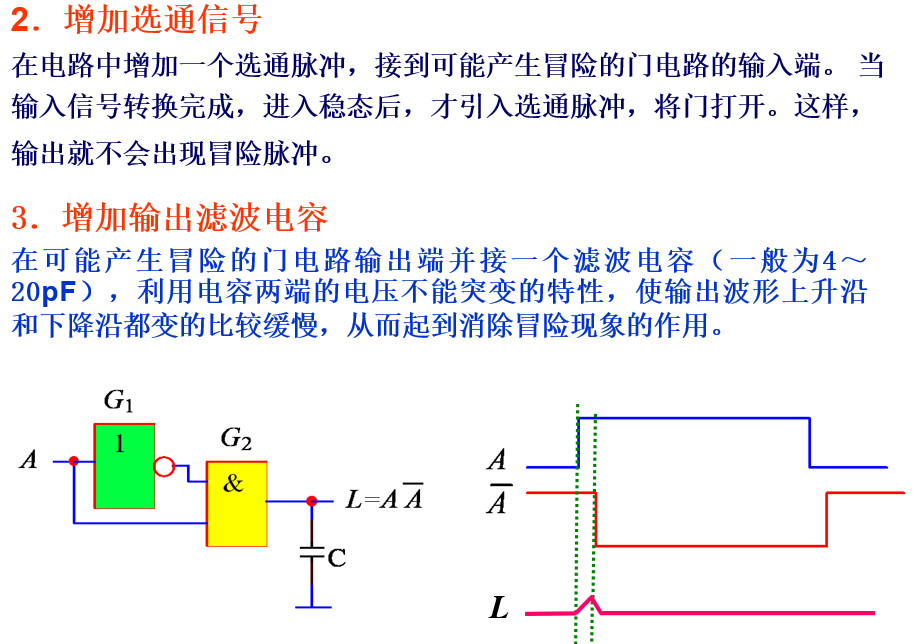 2．增加选通信号
在电路中增加一个选通脉冲，接到可能产生冒险的门电路的输入端。 当
输入信号转换完成，进入稳态后，才引入选通脉冲，将门打开。这样，
输出就不会出现冒险脉冲。
3．增加输出滤波电容
在可能产生冒险的门电路输出端并接一个滤波电容（一般为4～
20pF），利用电容两端的电压不能突变的特性，使输出波形上升沿
和下降沿都变的比较缓慢，从而起到消除冒险现象的作用。
G₁
1
A
G₂
&
L=A A̅
C
A
A̅
L